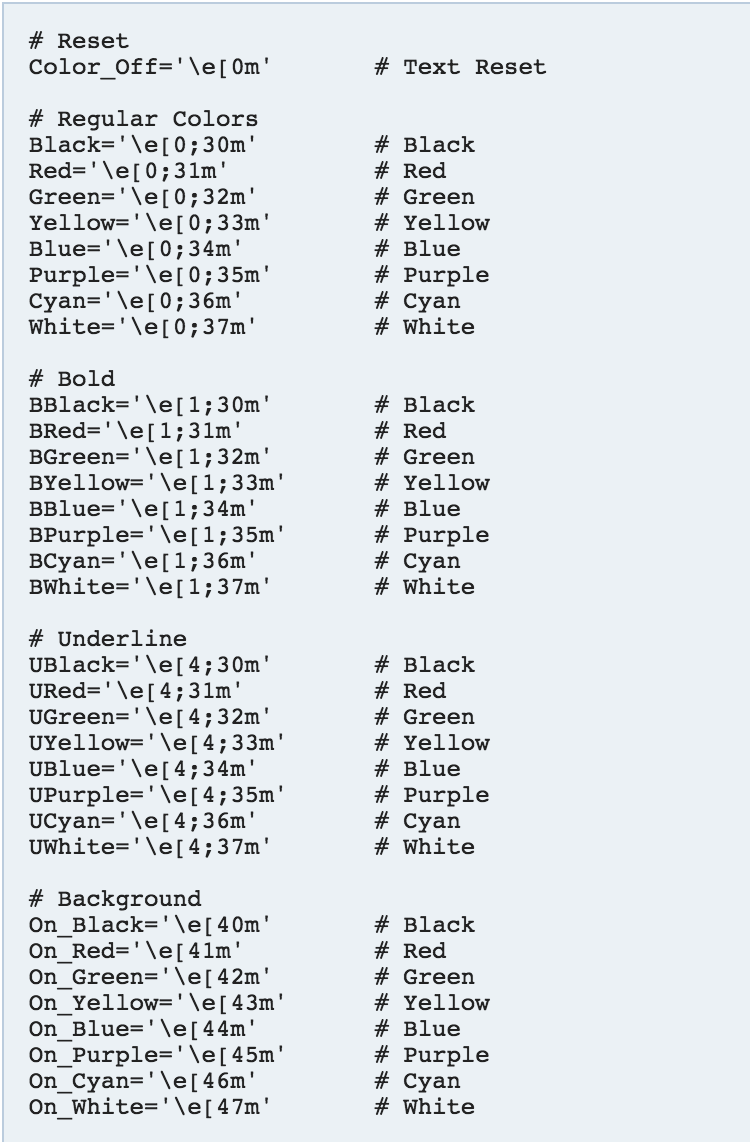 # Reset
Color_Off='\e[0m'       # Text Reset

# Regular Colors
Black='\e[0;30m'        # Black
Red='\e[0;31m'          # Red
Green='\e[0;32m'        # Green
Yellow='\e[0;33m'       # Yellow
Blue='\e[0;34m'         # Blue
Purple='\e[0;35m'       # Purple
Cyan='\e[0;36m'         # Cyan
White='\e[0;37m'        # White

# Bold
BBlack='\e[1;30m'       # Black
BRed='\e[1;31m'         # Red
BGreen='\e[1;32m'       # Green
BYellow='\e[1;33m'      # Yellow
BBlue='\e[1;34m'        # Blue
BPurple='\e[1;35m'      # Purple
BCyan='\e[1;36m'        # Cyan
BWhite='\e[1;37m'       # White

# Underline
UBlack='\e[4;30m'       # Black
URed='\e[4;31m'         # Red
UGreen='\e[4;32m'       # Green
UYellow='\e[4;33m'      # Yellow
UBlue='\e[4;34m'        # Blue
UPurple='\e[4;35m'      # Purple
UCyan='\e[4;36m'        # Cyan
UWhite='\e[4;37m'       # White

# Background
On_Black='\e[40m'       # Black
On_Red='\e[41m'         # Red
On_Green='\e[42m'       # Green
On_Yellow='\e[43m'      # Yellow
On_Blue='\e[44m'        # Blue
On_Purple='\e[45m'      # Purple
On_Cyan='\e[46m'        # Cyan
On_White='\e[47m'       # White